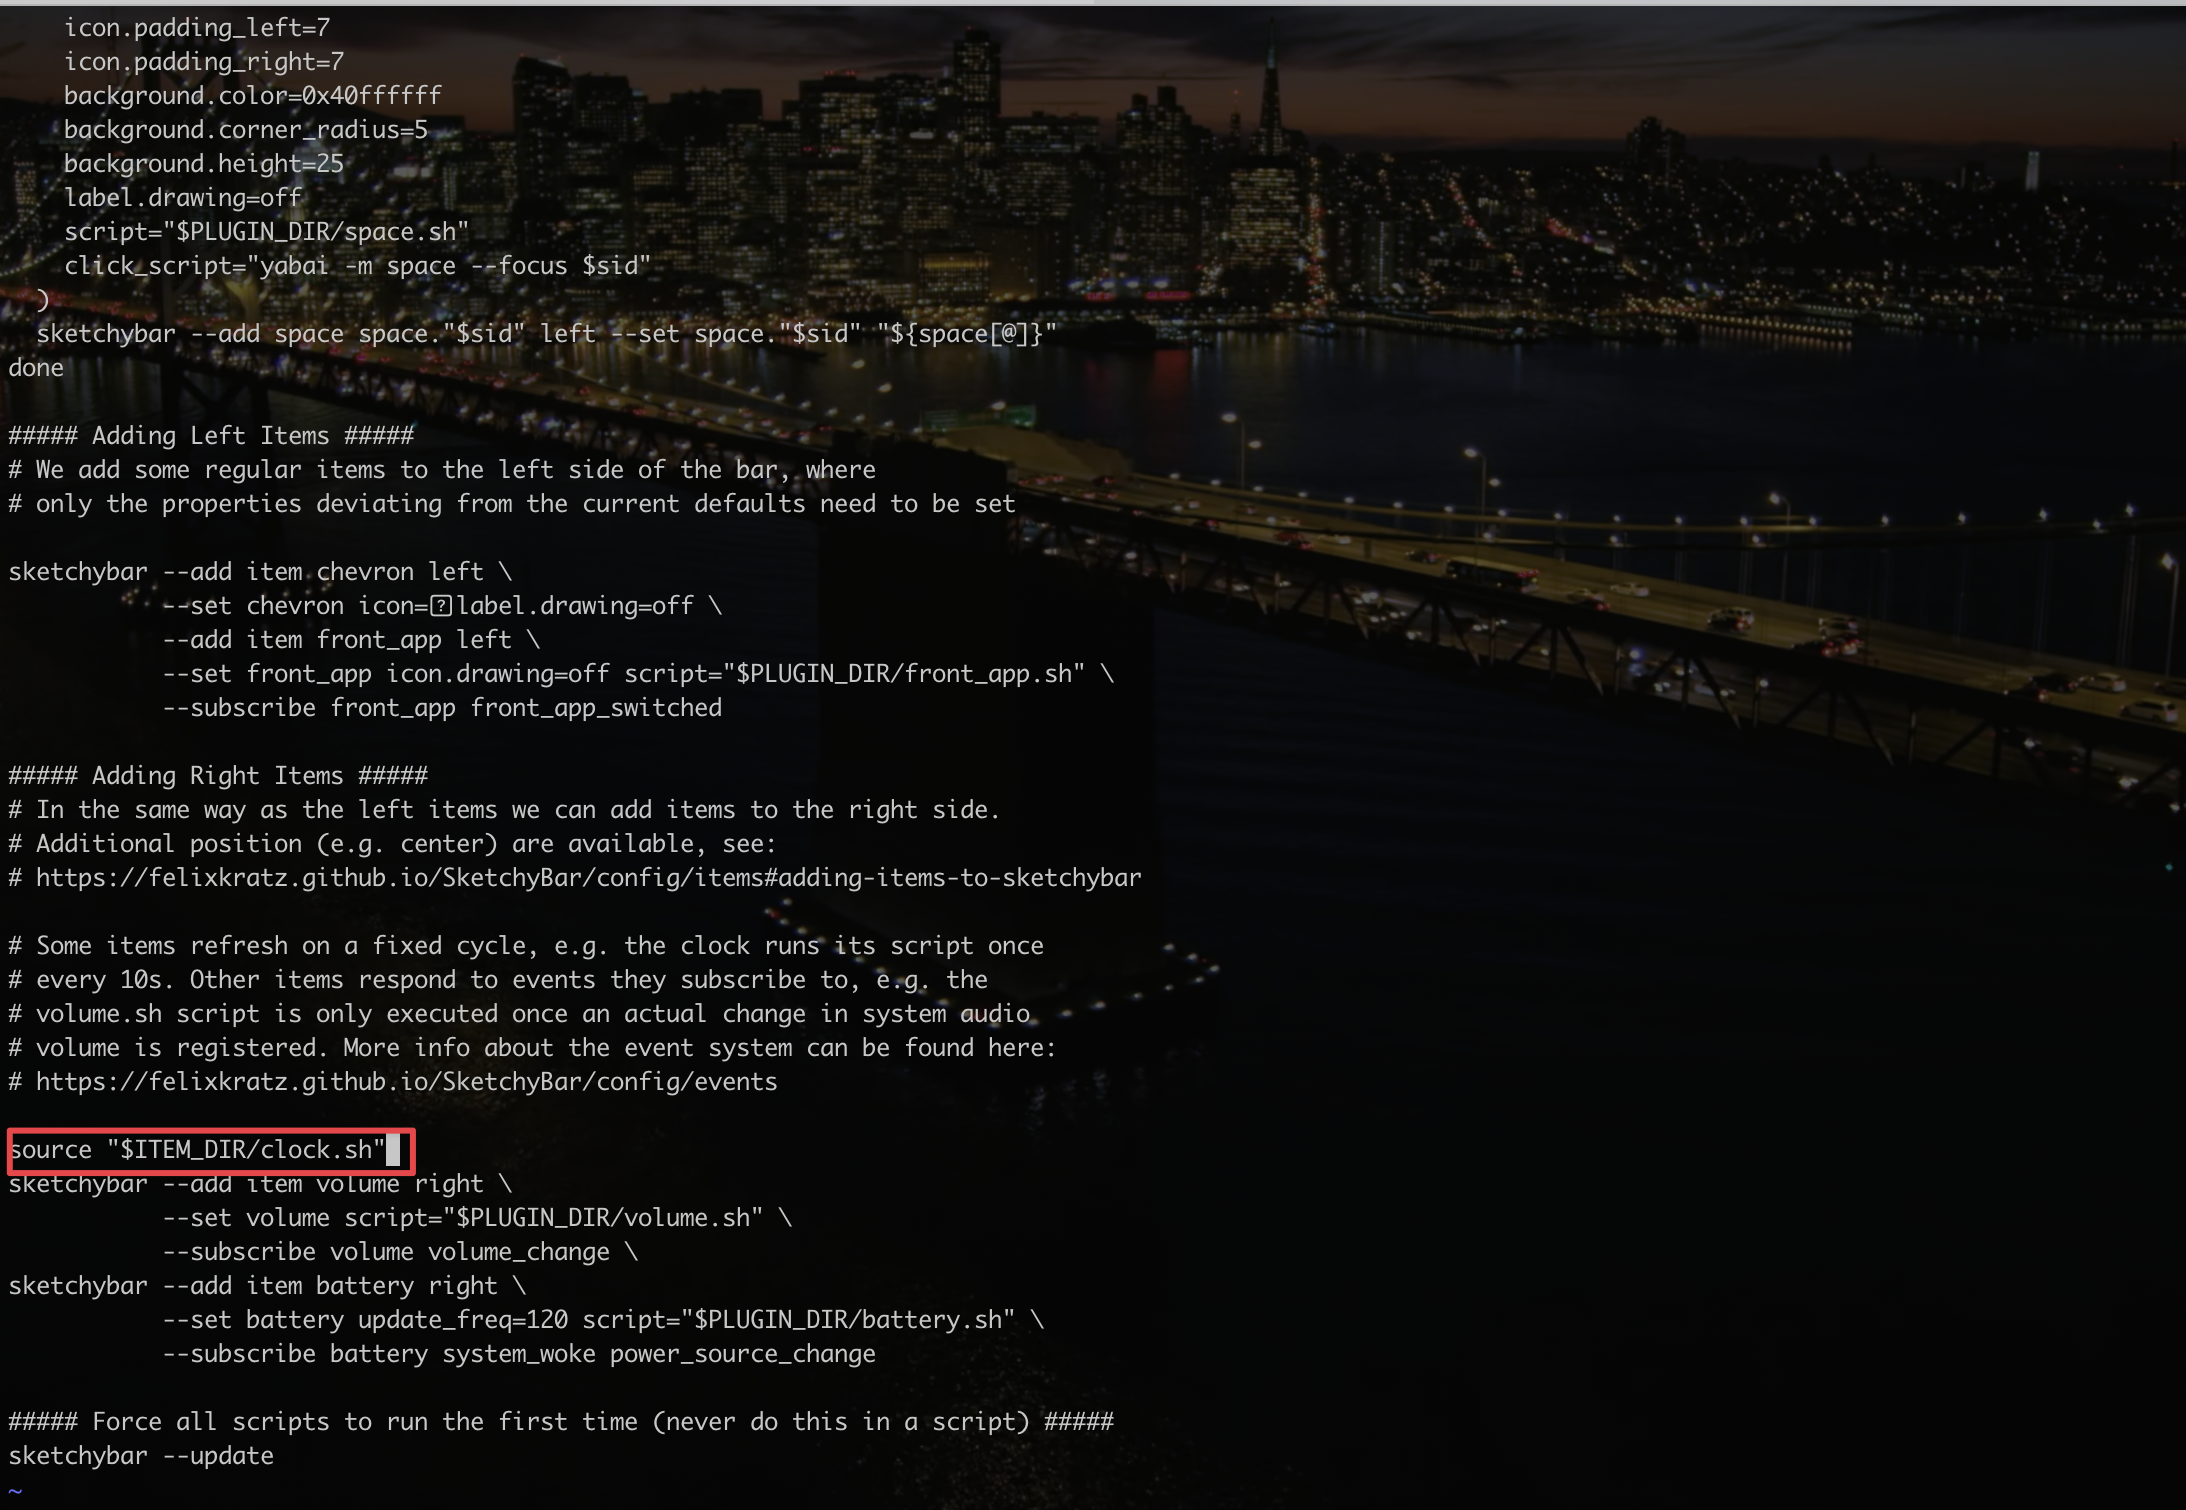 icon.padding_left=7
icon.padding_right=7
background.color=0x40ffffff
background.corner_radius=5
background.height=25
label.drawing=off
script="$PLUGIN_DIR/space.sh"
click_script="yabai -m space --focus $sid"
)
sketchybar --add space space."$sid" left --set space."$sid" "${space[@]}"
done
##### Adding Left Items #####
# We add some regular items to the left side of the bar, where
# only the properties deviating from the current defaults need to be set
sketchybar --add item chevron left \
--set chevron icon=⍰label.drawing=off \
--add item front_app left \
--set front_app icon.drawing=off script="$PLUGIN_DIR/front_app.sh" \
--subscribe front_app front_app_switched
##### Adding Right Items #####
# In the same way as the left items we can add items to the right side.
# Additional position (e.g. center) are available, see:
# https://felixkratz.github.io/SketchyBar/config/items#adding-items-to-sketchybar
# Some items refresh on a fixed cycle, e.g. the clock runs its script once
# every 10s. Other items respond to events they subscribe to, e.g. the
# volume.sh script is only executed once an actual change in system audio
# volume is registered. More info about the event system can be found here:
# https://felixkratz.github.io/SketchyBar/config/events
source "$ITEM_DIR/clock.sh"
sketchybar --add item volume right \
--set volume script="$PLUGIN_DIR/volume.sh" \
--subscribe volume volume_change \
sketchybar --add item battery right \
--set battery update_freq=120 script="$PLUGIN_DIR/battery.sh" \
--subscribe battery system_woke power_source_change
##### Force all scripts to run the first time (never do this in a script) #####
sketchybar --update
~